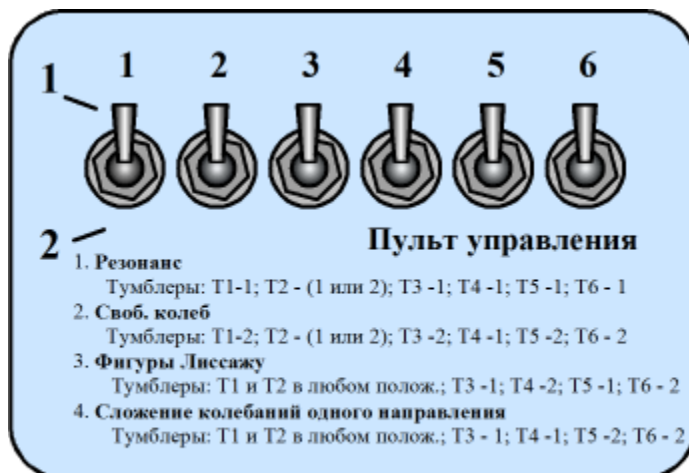 1 2 3 4 5 6
1
2
Пульт управления
1. Резонанс
Тумблеры: Т1-1; Т2 - (1 или 2); Т3 -1; Т4 -1; Т5 -1; Т6 - 1
2. Своб. колеб
Тумблеры: Т1-2; Т2 - (1 или 2); Т3 -2; Т4 -1; Т5 -2; Т6 - 2
3. Фигуры Лиссажу
Тумблеры: Т1 и Т2 в любом полож.; Т3 -1; Т4 -2; Т5 -1; Т6 - 2
4. Сложение колебаний одного направления
Тумблеры: Т1 и Т2 в любом полож.; Т3 - 1; Т4 -1; Т5 -2; Т6 - 2